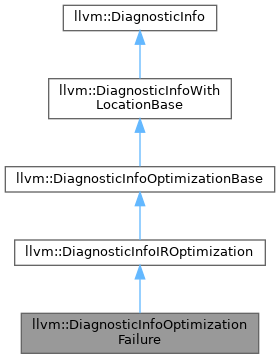 llvm::DiagnosticInfo
llvm::DiagnosticInfoWith
LocationBase
llvm::DiagnosticInfoOptimizationBase
llvm::DiagnosticInfoIROptimization
llvm::DiagnosticInfoOptimization
Failure